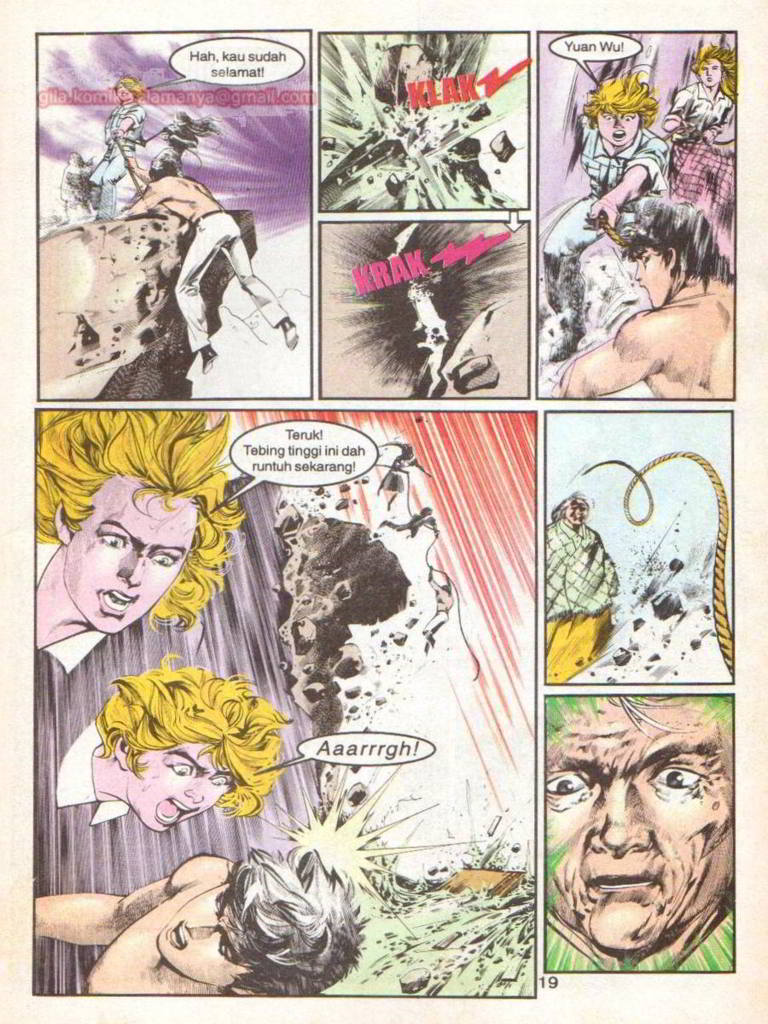 Hah, kau sudah
selamat!
gila.komik
alamanya@gmail.com
KLAK
KRAK
Yuan Wu!
Teruk!
Tebing tinggi ini dah
runtuh sekarang!
Aaarrrgh!
19